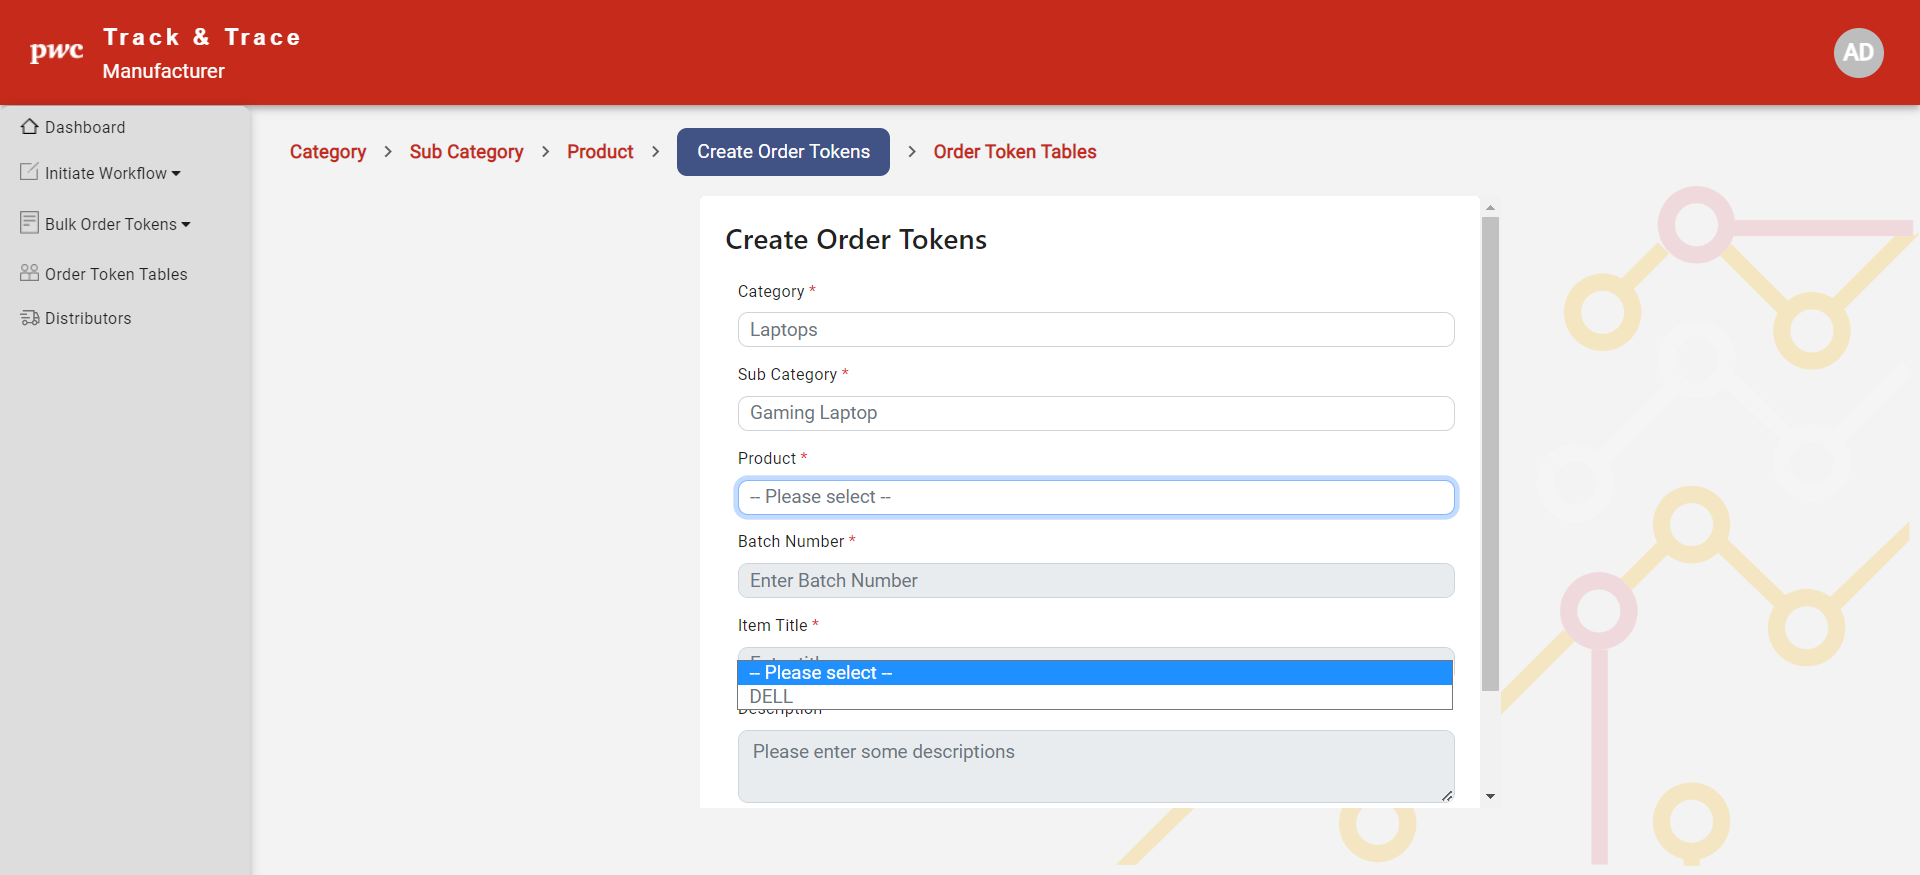 pwc
Track & Trace
Manufacturer
AD
Dashboard
Initiate Workflow
Bulk Order Tokens
Order Token Tables
Distributors
Category > Sub Category > Product > Create Order Tokens > Order Token Tables
Create Order Tokens
Category *
Laptops
Sub Category *
Gaming Laptop
Product *
-- Please select --
Batch Number *
Enter Batch Number
Item Title *
-- Please select --
DELL
Description
Please enter some descriptions